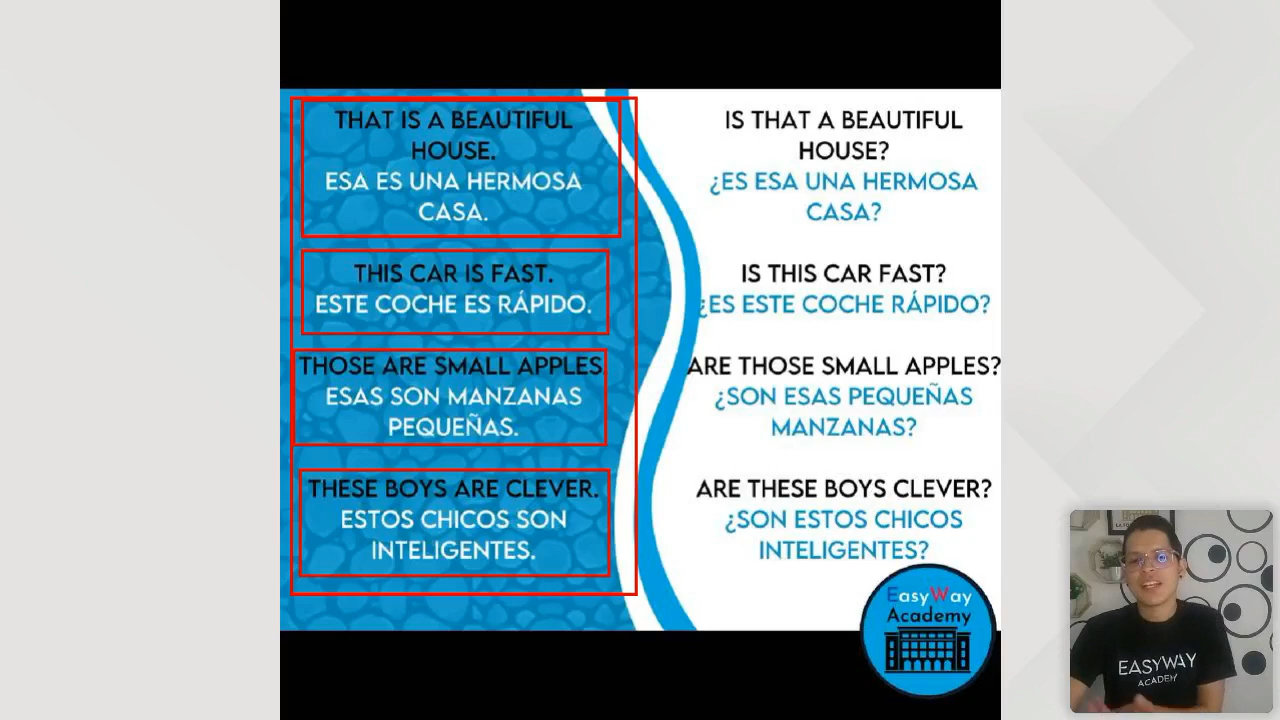 THAT IS A BEAUTIFUL
HOUSE.
ESA ES UNA HERMOSA
CASA.
THIS CAR IS FAST.
ESTE COCHE ES RÁPIDO.
THOSE ARE SMALL APPLES.
ESAS SON MANZANAS
PEQUEÑAS.
THESE BOYS ARE CLEVER.
ESTOS CHICOS SON
INTELIGENTES.
IS THAT A BEAUTIFUL
HOUSE?
¿ES ESA UNA HERMOSA
CASA?
IS THIS CAR FAST?
¿ES ESTE COCHE RÁPIDO?
ARE THOSE SMALL APPLES?
¿SON ESAS PEQUEÑAS
MANZANAS?
ARE THESE BOYS CLEVER?
¿SON ESTOS CHICOS
INTELIGENTES?
EasyWay
Academy
EASYWAY
ACADEMY